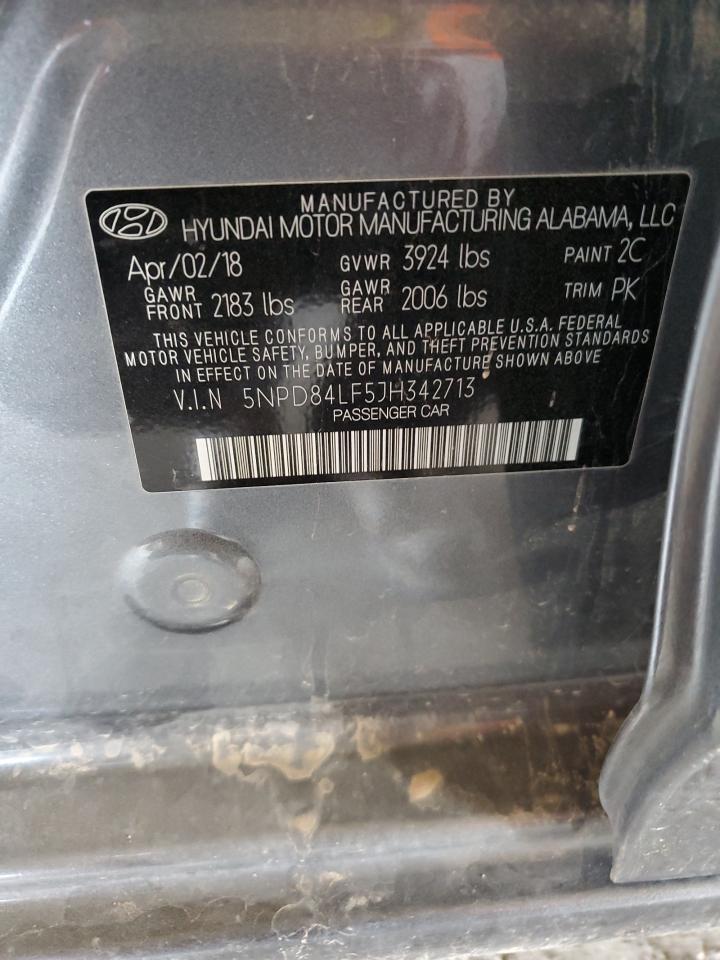 MANUFACTURED BY
HYUNDAI MOTOR MANUFACTURING ALABAMA, LLC
Apr/02/18 GVWR 3924 lbs PAINT 2C
GAWR FRONT 2183 lbs GAWR REAR 2006 lbs TRIM PK
THIS VEHICLE CONFORMS TO ALL APPLICABLE U.S.A. FEDERAL
MOTOR VEHICLE SAFETY, BUMPER, AND THEFT PREVENTION STANDARDS
IN EFFECT ON THE DATE OF MANUFACTURE SHOWN ABOVE
V.I.N 5NPD84LF5JH342713
PASSENGER CAR